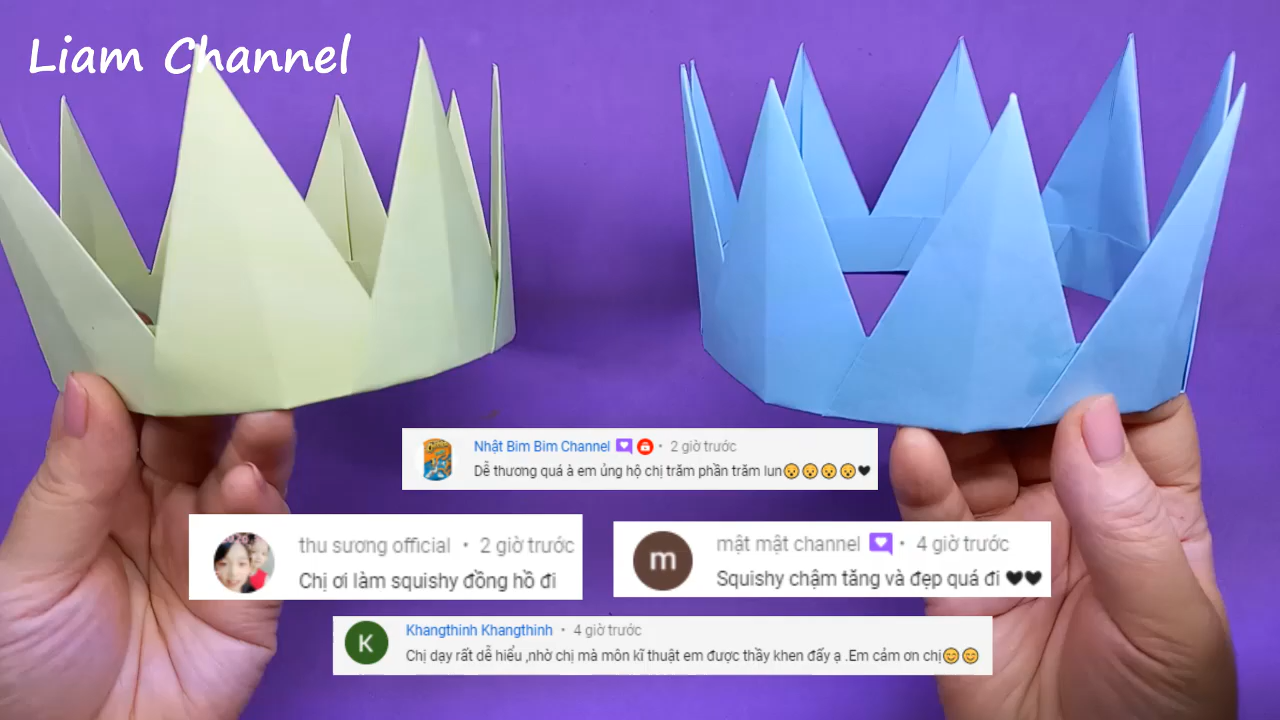 Liam Channel
Nhật Bim Bim Channel • 2 giờ trước
Dễ thương quá à em ủng hộ chị trăm phần trăm lun😮😮😮😮🖤
thu sương official • 2 giờ trước
Chị ơi làm squishy đồng hồ đi
m
mật mật channel • 4 giờ trước
Squishy chậm tăng và đẹp quá đi 🖤🖤
K
Khangthinh Khangthinh • 4 giờ trước
Chị dạy rất dễ hiểu ,nhờ chị mà môn kĩ thuật em được thầy khen đấy ạ .Em cảm ơn chị😊😊